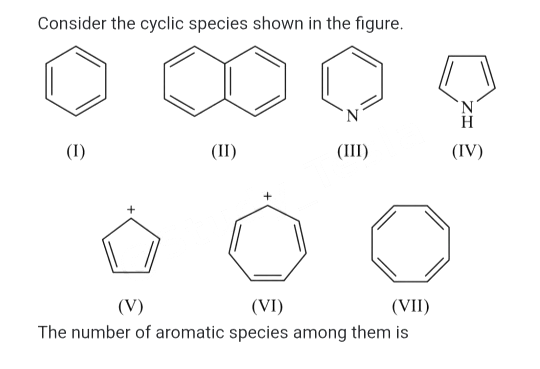 Consider the cyclic species shown in the figure.
N
N
H
(I) (II) (III) (IV)
+ +
(V) (VI) (VII)
The number of aromatic species among them is